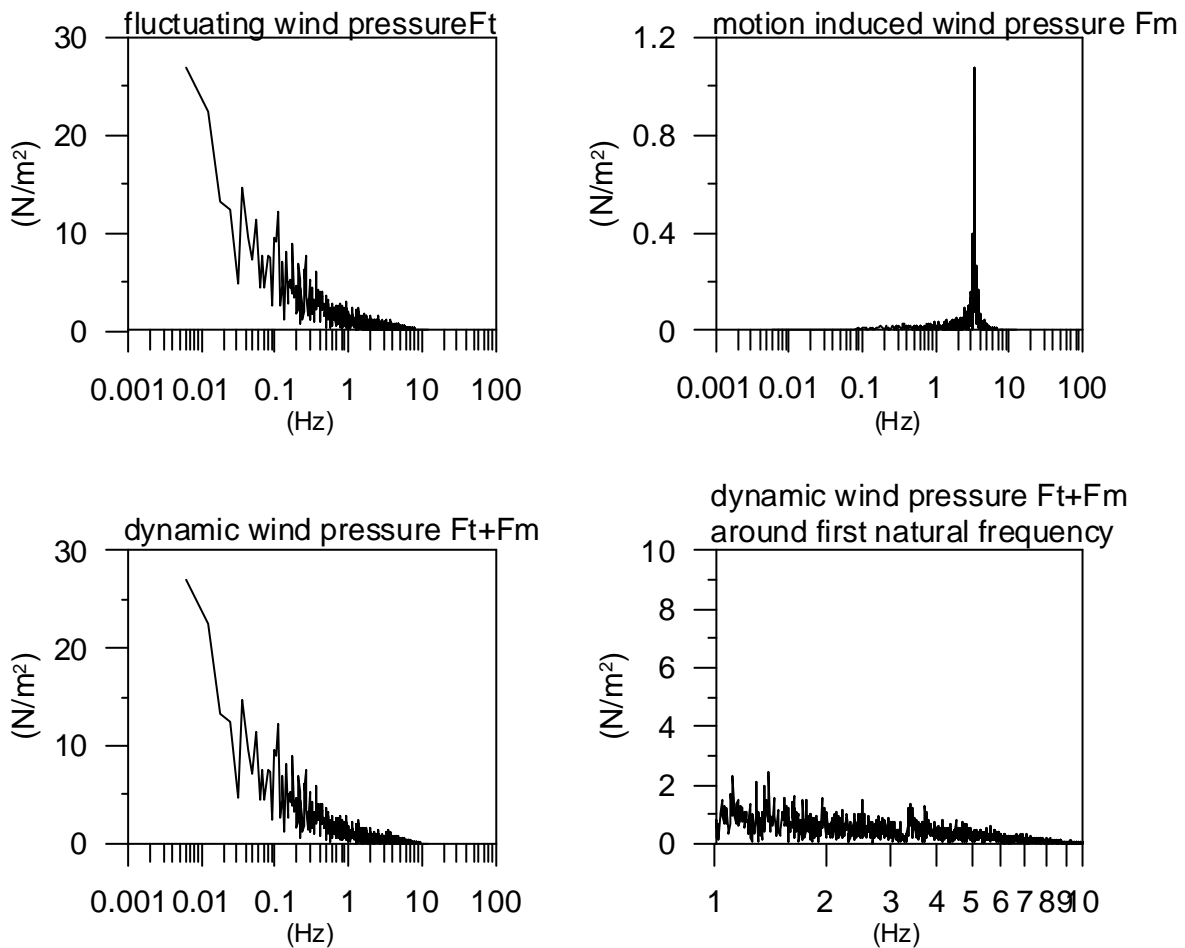 fluctuating wind pressureFt
30
20
10
0
(N/m²)
0.001 0.01 0.1 1 10 100
(Hz)
motion induced wind pressure Fm
1.2
0.8
0.4
0
(N/m²)
0.001 0.01 0.1 1 10 100
(Hz)
dynamic wind pressure Ft+Fm
30
20
10
0
(N/m²)
0.001 0.01 0.1 1 10 100
(Hz)
dynamic wind pressure Ft+Fm
around first natural frequency
10
8
6
4
2
0
(N/m²)
1 2 3 4 5 6 7 8 9 10
(Hz)